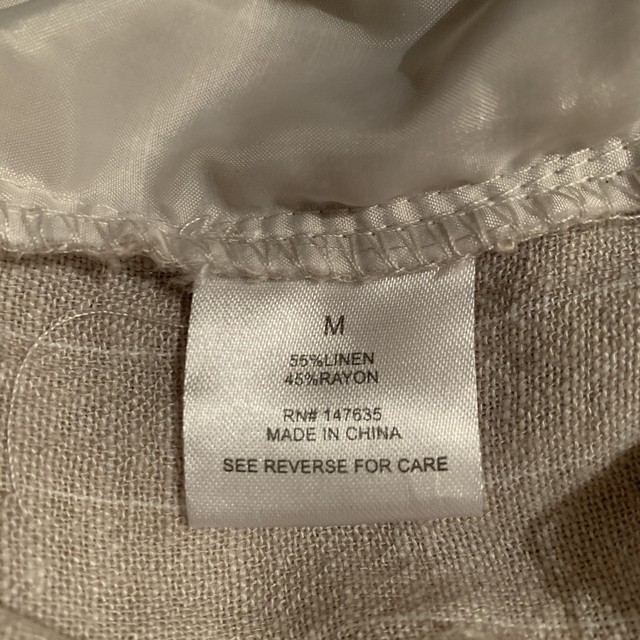 M
55%LINEN
45%RAYON
RN# 147635
MADE IN CHINA
SEE REVERSE FOR CARE